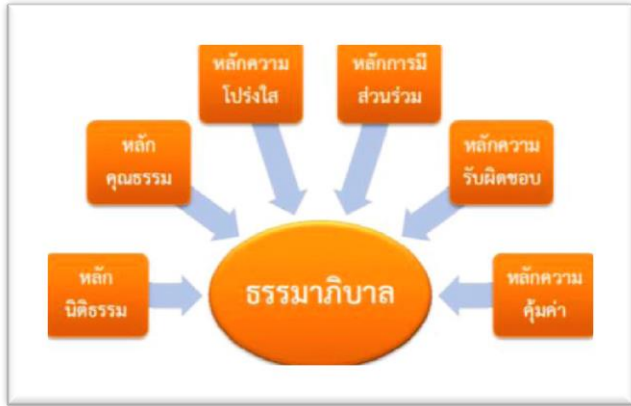 หลักความ
โปร่งใส
หลักการมี
ส่วนร่วม
หลัก
คุณธรรม
หลักความ
รับผิดชอบ
หลัก
นิติธรรม
ธรรมาภิบาล
หลักความ
คุ้มค่า